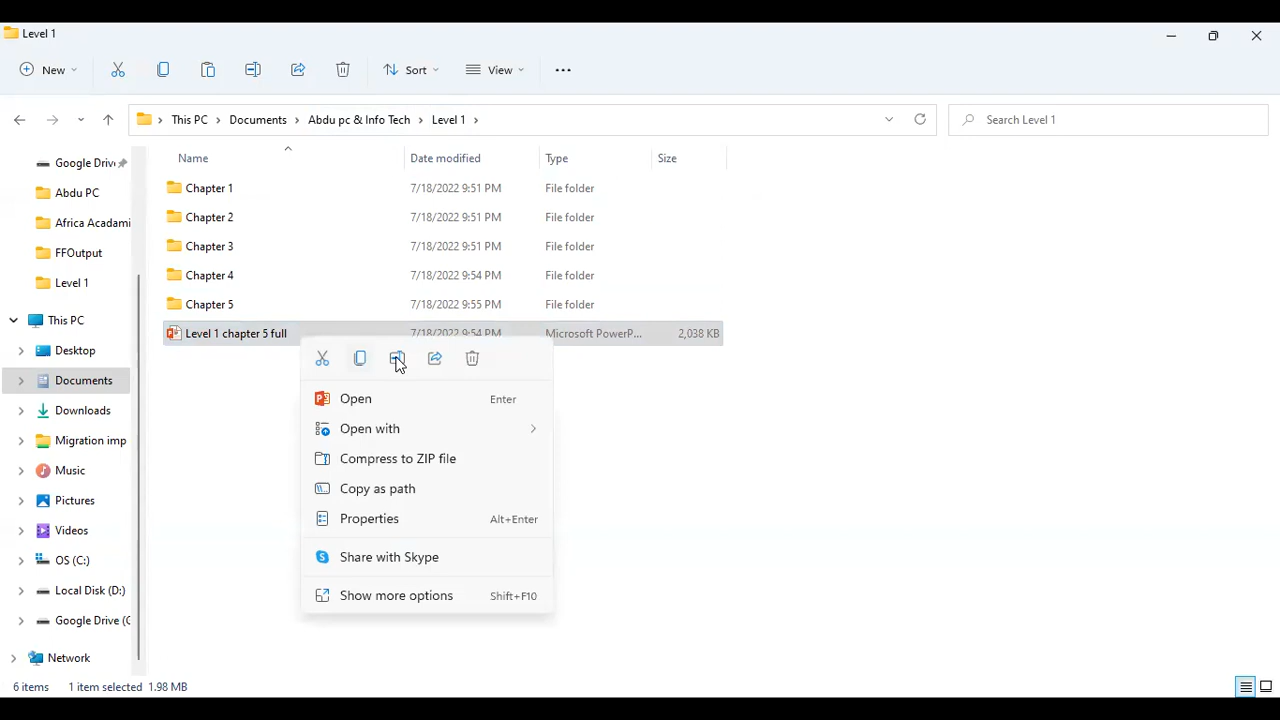 Level 1
New
Sort
View
This PC > Documents > Abdu pc & Info Tech > Level 1 >
Search Level 1
Google Driv
Abdu PC
Africa Acadami
FFOutput
Level 1
This PC
Desktop
Documents
Downloads
Migration imp
Music
Pictures
Videos
OS (C:)
Local Disk (D:)
Google Drive (G
Network
Name Date modified Type Size
Chapter 1 7/18/2022 9:51 PM File folder
Chapter 2 7/18/2022 9:51 PM File folder
Chapter 3 7/18/2022 9:51 PM File folder
Chapter 4 7/18/2022 9:54 PM File folder
Chapter 5 7/18/2022 9:55 PM File folder
Level 1 chapter 5 full 7/18/2022 9:54 PM Microsoft PowerP... 2,038 KB
Open Enter
Open with
Compress to ZIP file
Copy as path
Properties Alt+Enter
Share with Skype
Show more options Shift+F10
6 items 1 item selected 1.98 MB